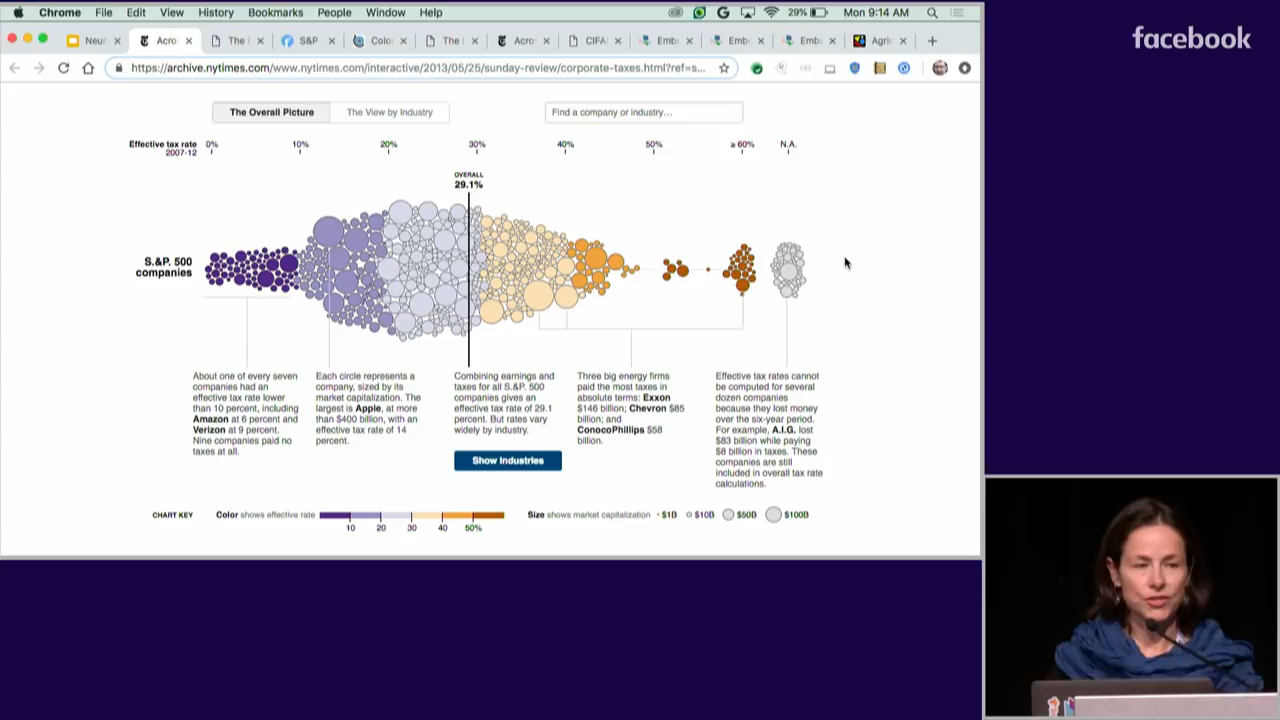 Chrome File Edit View History Bookmarks People Window Help
29% Mon 9:14 AM
facebook
Neur
Acro
The
S&P
Colo
The
Acro
CIFA
Emb
Emb
Emb
Agri
https://archive.nytimes.com/www.nytimes.com/interactive/2013/05/25/sunday-review/corporate-taxes.html?ref=s...
The Overall Picture
The View by Industry
Find a company or industry...
Effective tax rate
2007-12
0% 10% 20% 30% 40% 50% ≥ 60% N.A.
OVERALL
29.1%
S.&P. 500
companies
About one of every seven
companies had an
effective tax rate lower
than 10 percent, including
Amazon at 6 percent and
Verizon at 9 percent.
Nine companies paid no
taxes at all.
Each circle represents a
company, sized by its
market capitalization. The
largest is Apple, at more
than $400 billion, with an
effective tax rate of 14
percent.
Combining earnings and
taxes for all S.&P. 500
companies gives an
effective tax rate of 29.1
percent. But rates vary
widely by industry.
Show Industries
Three big energy firms
paid the most taxes in
absolute terms: Exxon
$146 billion; Chevron $85
billion; and
ConocoPhillips $58
billion.
Effective tax rates cannot
be computed for several
dozen companies
because they lost money
over the six-year period.
For example, A.I.G. lost
$83 billion while paying
$8 billion in taxes. These
companies are still
included in overall tax rate
calculations.
CHART KEY
Color shows effective rate
10 20 30 40 50%
Size shows market capitalization
$1B $10B $50B $100B